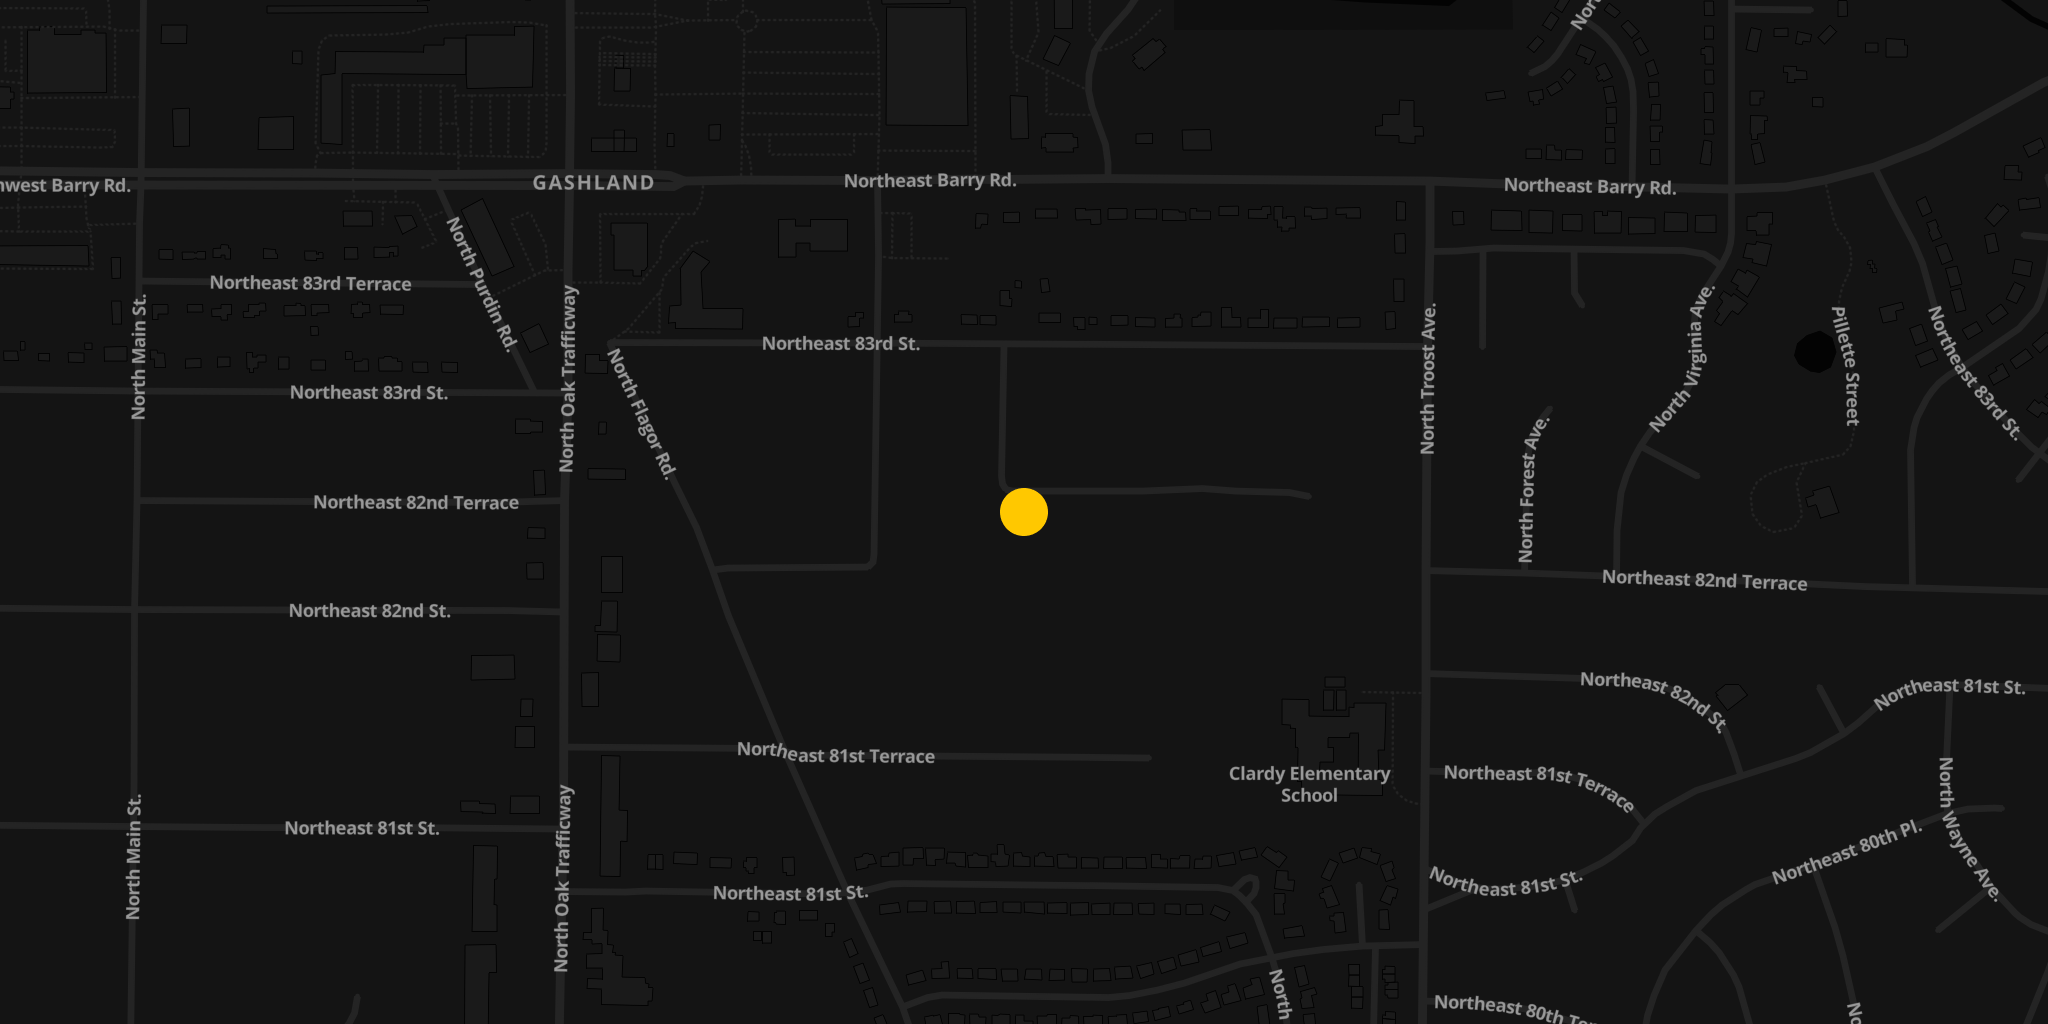 nwest Barry Rd.
GASHLAND
Northeast Barry Rd.
Northeast Barry Rd.
North Purdin Rd.
Northeast 83rd Terrace
North Main St.
North Oak Trafficway
Northeast 83rd St.
North Flagor Rd.
Northeast 83rd St.
North Troost Ave.
North Virginia Ave.
Pillette Street
Northeast 83rd St.
North Forest Ave.
Northeast 82nd Terrace
Northeast 82nd Terrace
Northeast 82nd St.
Northeast 82nd St.
Northeast 81st St.
Northeast 81st Terrace
Clardy Elementary
School
Northeast 81st Terrace
North Wayne Ave.
North Main St.
Northeast 81st St.
North Oak Trafficway
Northeast 80th Pl.
Northeast 81st St.
Northeast 81st St.
North
Northeast 80th Ter